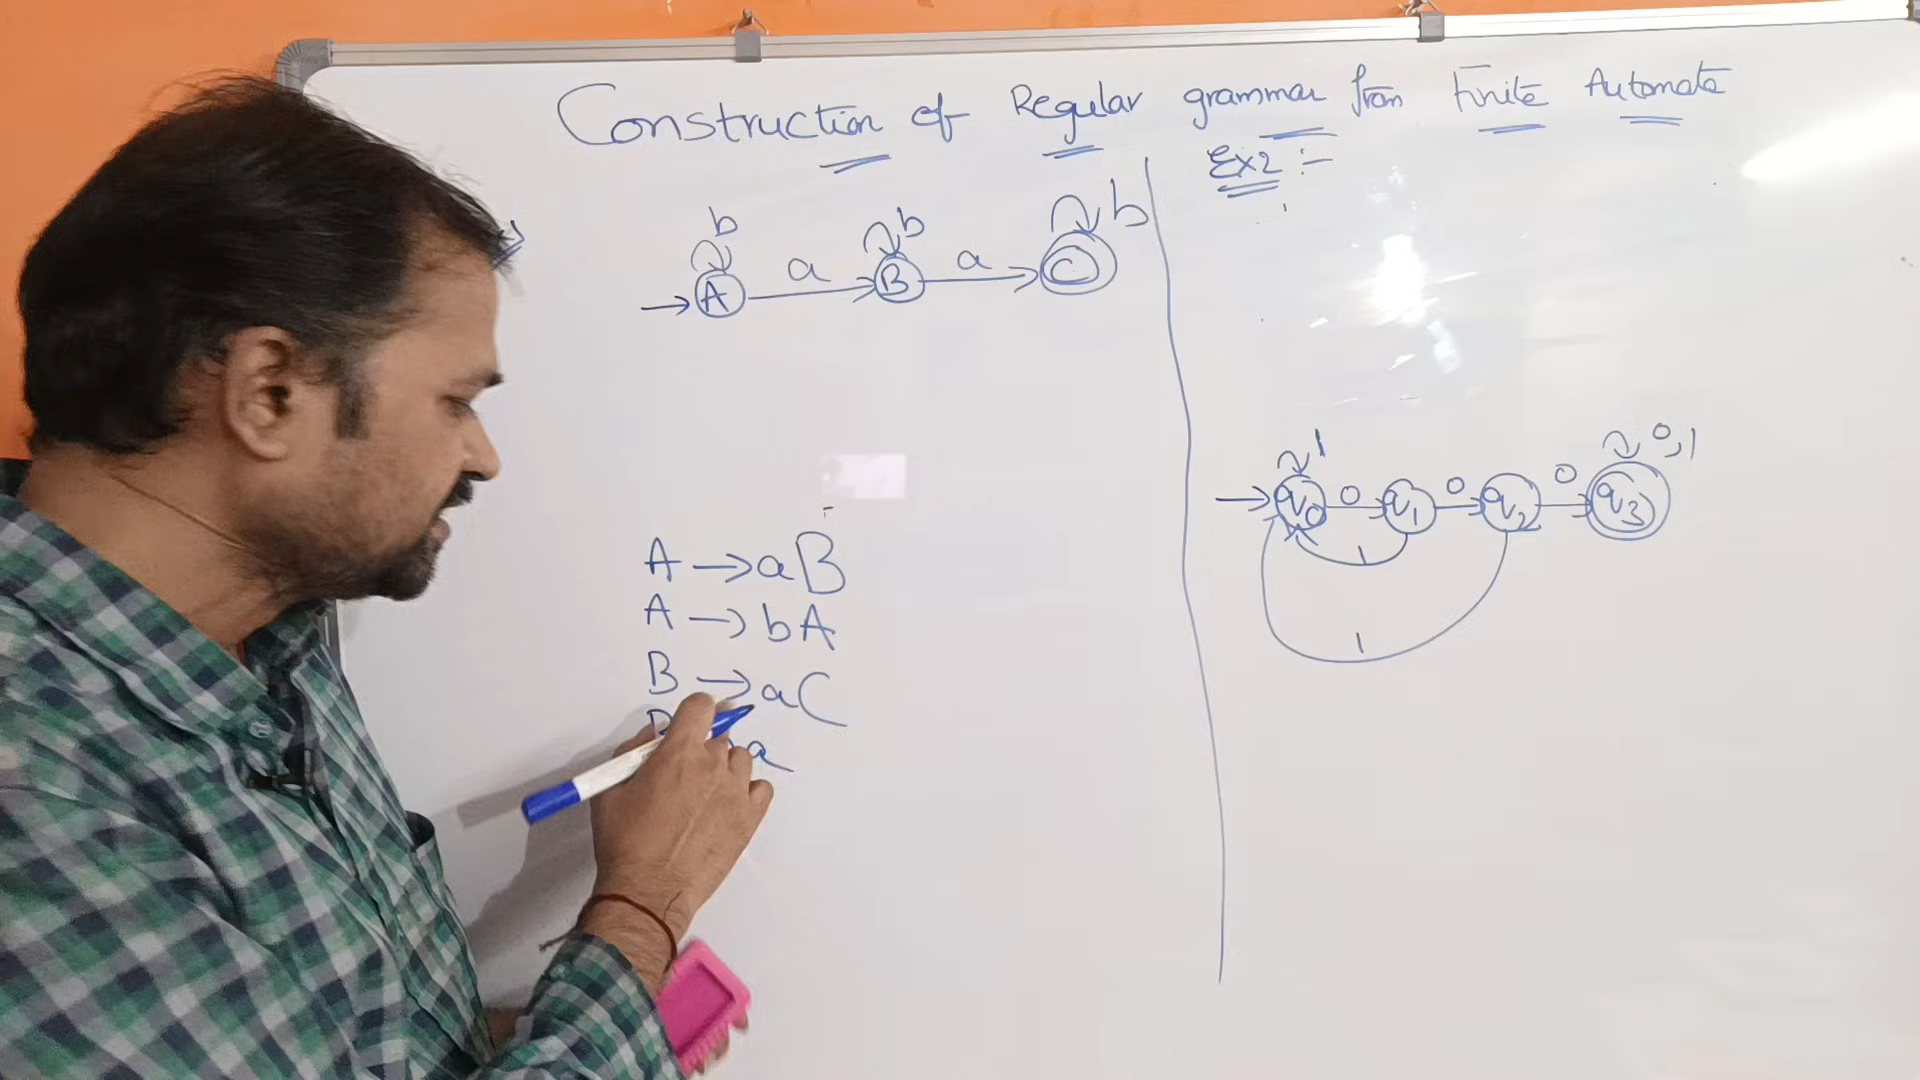 Construction of Regular grammar from Finite Automata
Ex2 :-
b b b
A a B a C
A → aB
A → bA
B → aC
B → a
1 0,1
q0 0 q1 0 q2 0 q3
1
1